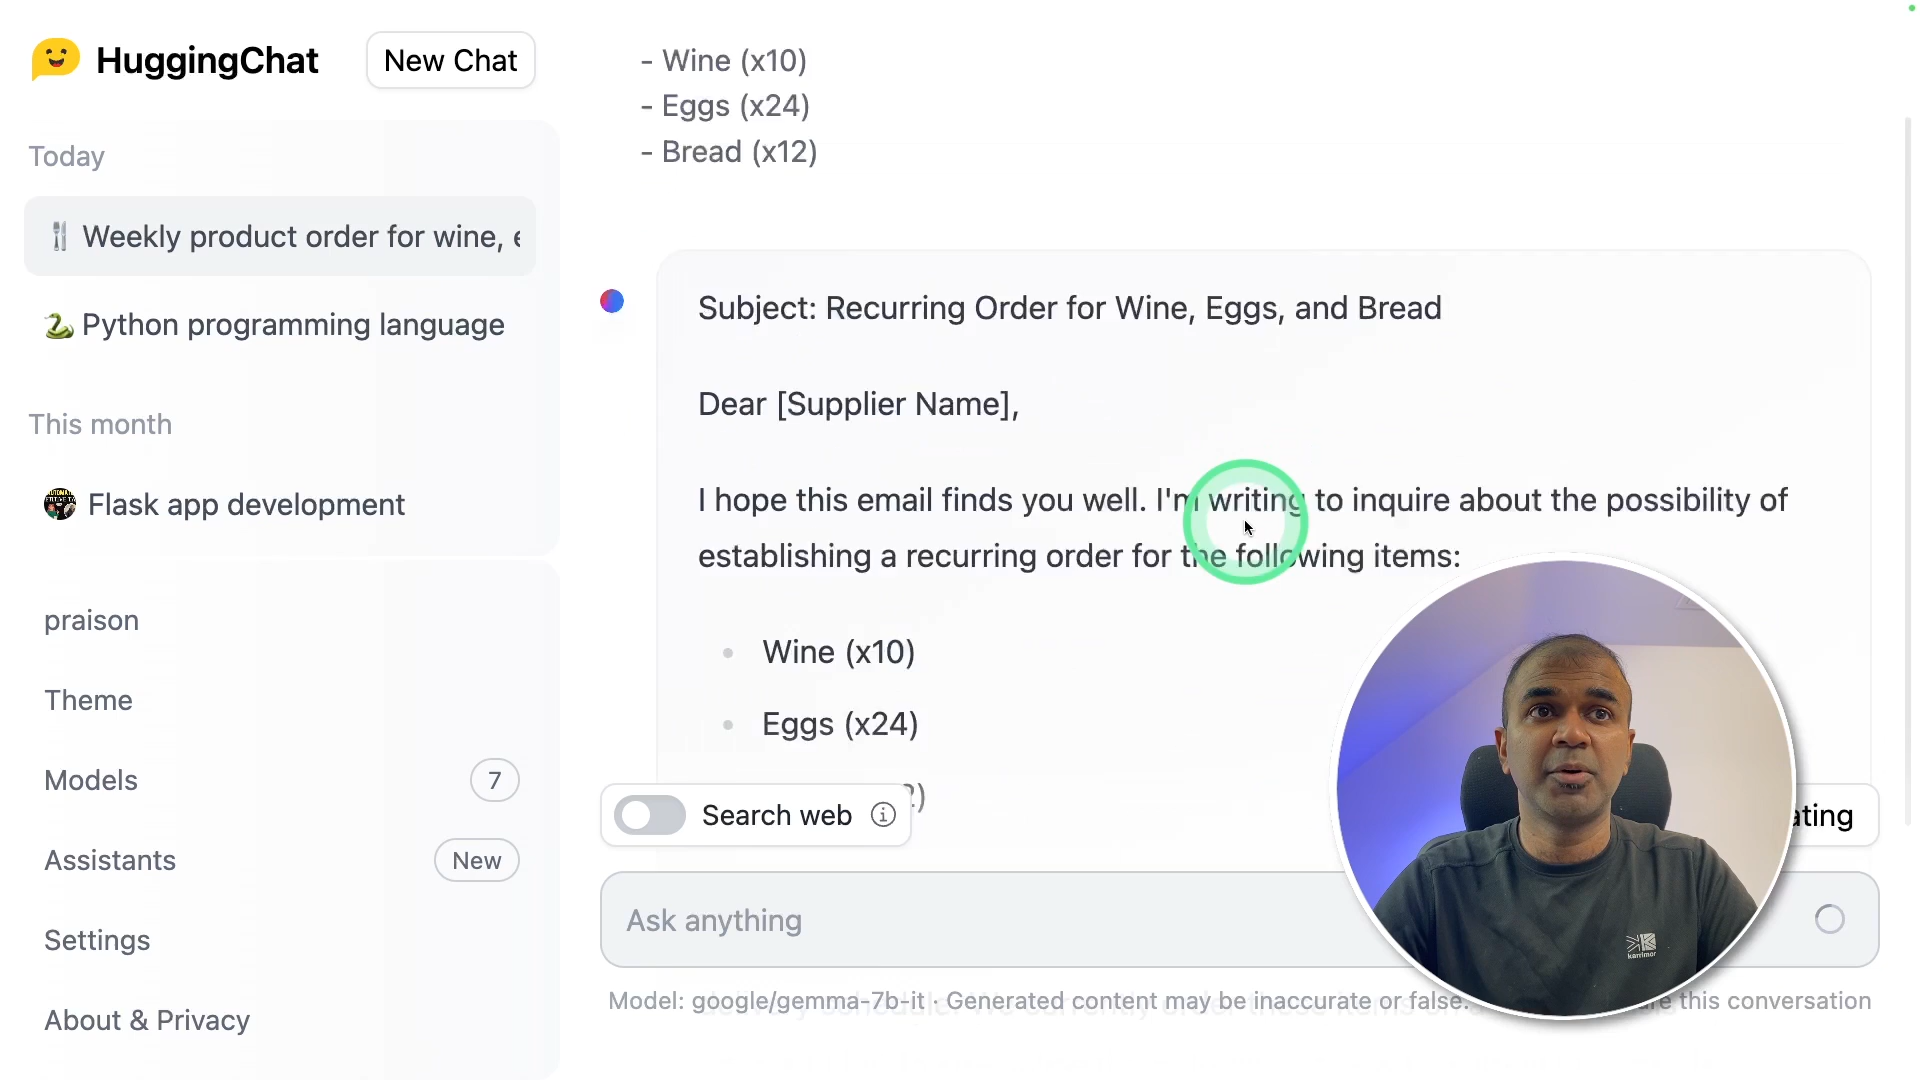 HuggingChat
New Chat
Today
Weekly product order for wine, e
Python programming language
This month
Flask app development
praison
Theme
Models
7
Assistants
New
Settings
About & Privacy
- Wine (x10)
- Eggs (x24)
- Bread (x12)
Subject: Recurring Order for Wine, Eggs, and Bread
Dear [Supplier Name],
I hope this email finds you well. I'm writing to inquire about the possibility of
establishing a recurring order for the following items:
Wine (x10)
Eggs (x24)
Search web
Ask anything
Model: google/gemma-7b-it · Generated content may be inaccurate or false.
this conversation
karrimor